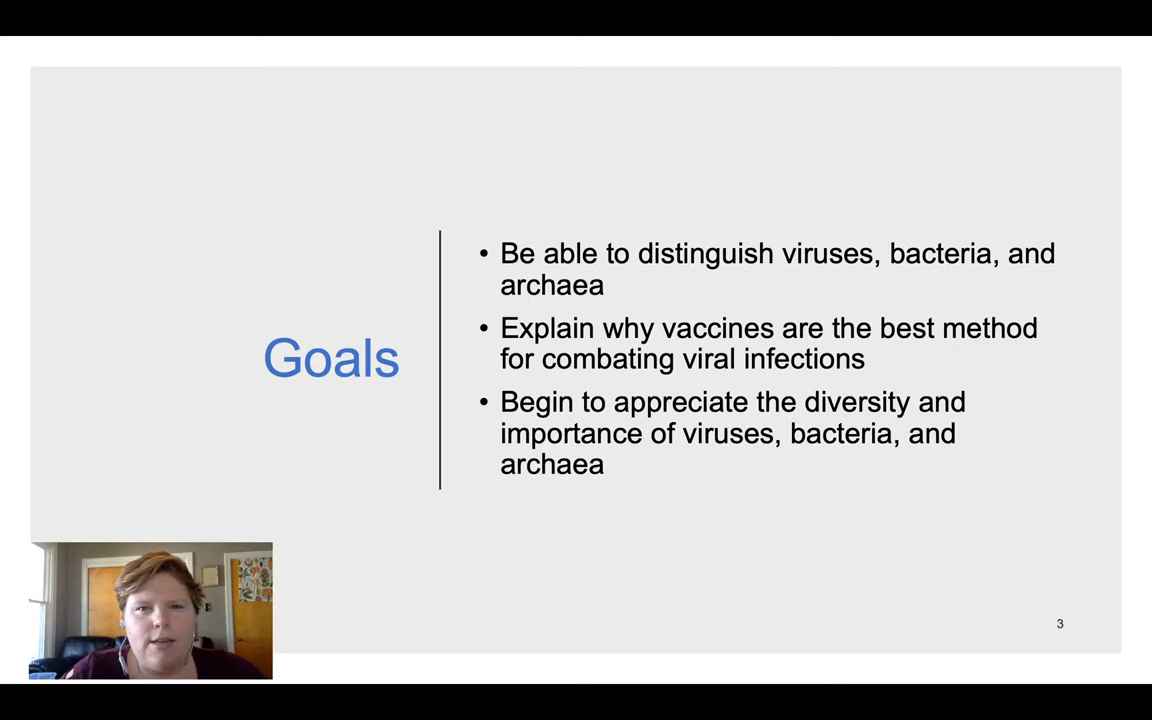 Goals
• Be able to distinguish viruses, bacteria, and
archaea
• Explain why vaccines are the best method
for combating viral infections
• Begin to appreciate the diversity and
importance of viruses, bacteria, and
archaea
3